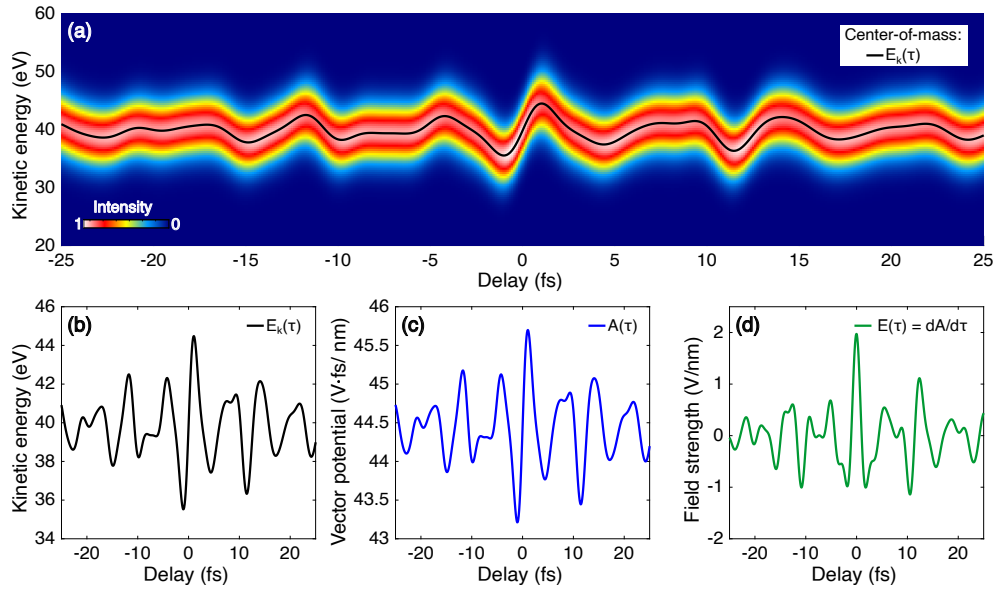 60
(a)
Center-of-mass:
E_k(τ)
50
40
30
20
Kinetic energy (eV)
Intensity
1 0
-25 -20 -15 -10 -5 0 5 10 15 20 25
Delay (fs)
46
44
42
40
38
36
34
Kinetic energy (eV)
(b)
E_k(τ)
-20 -10 0 10 20
Delay (fs)
46
45.5
45
44.5
44
43.5
43
Vector potential (V·fs/ nm)
(c)
A(τ)
-20 -10 0 10 20
Delay (fs)
2
1
0
-1
-2
Field strength (V/nm)
(d)
E(τ) = dA/dτ
-20 -10 0 10 20
Delay (fs)